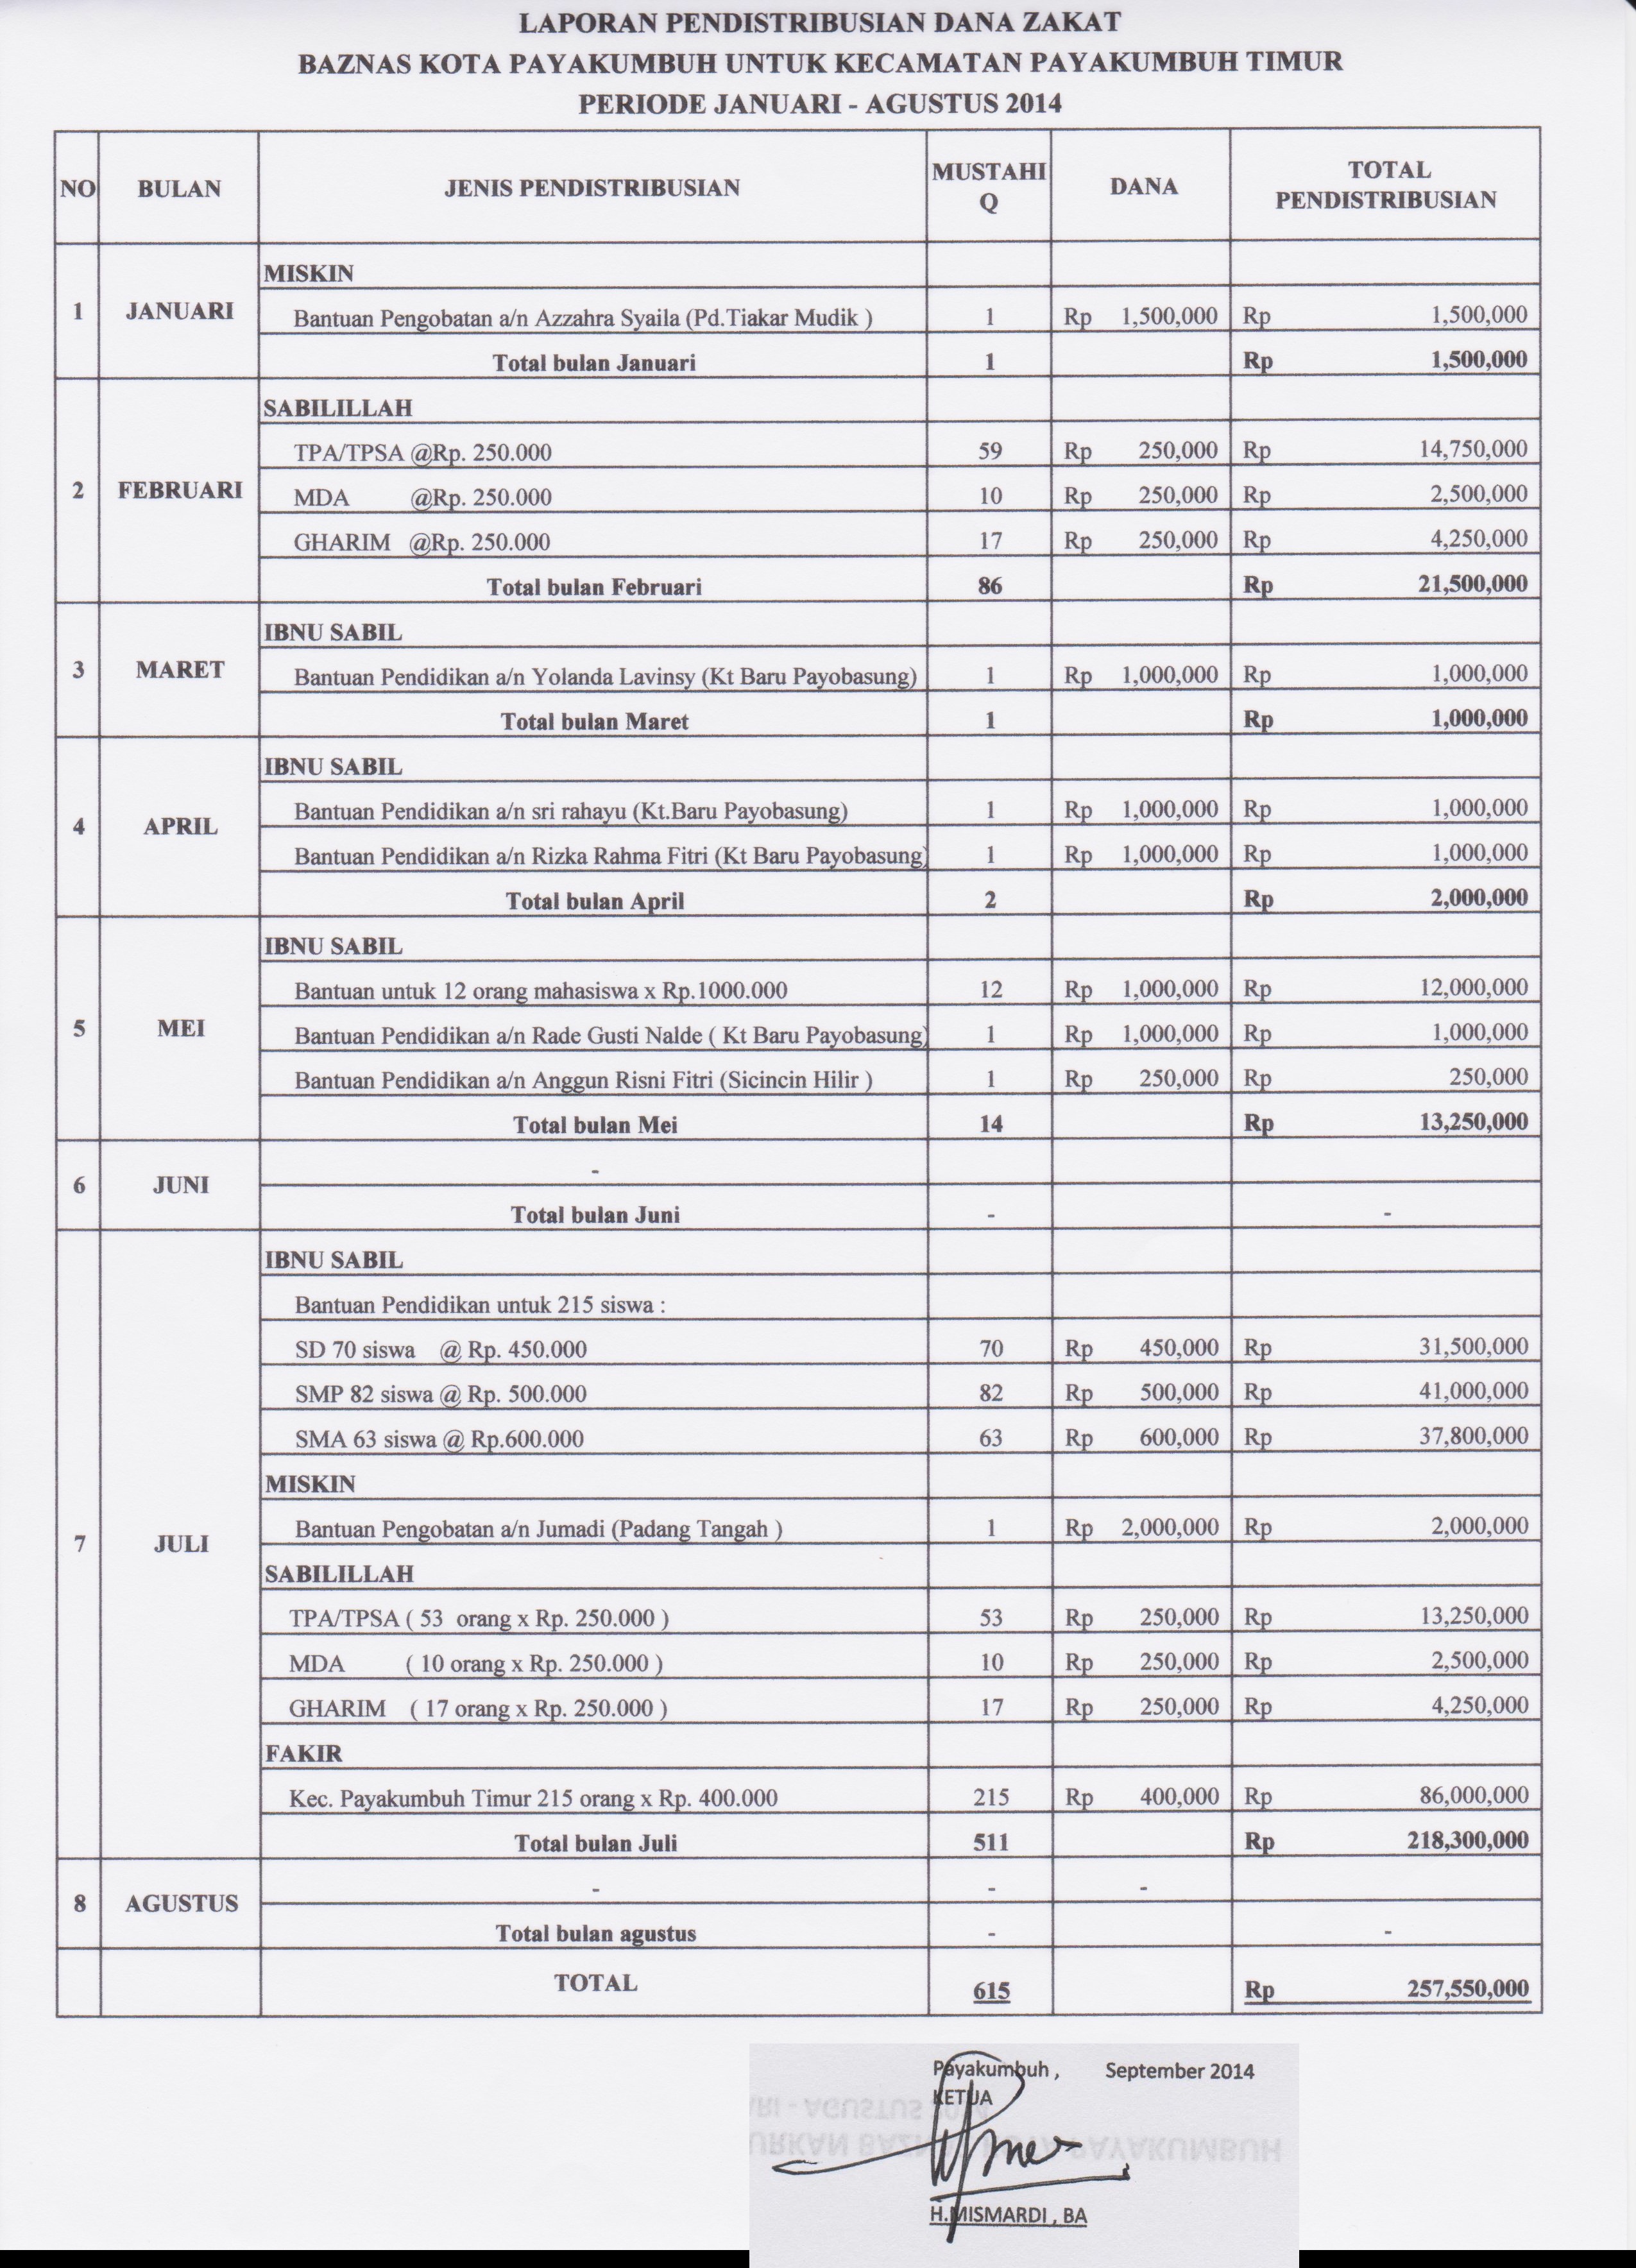 LAPORAN PENDISTRIBUSIAN DANA ZAKAT
BAZNAS KOTA PAYAKUMBUH UNTUK KECAMATAN PAYAKUMBUH TIMUR
PERIODE JANUARI - AGUSTUS 2014
NO BULAN JENIS PENDISTRIBUSIAN MUSTAHI Q DANA TOTAL PENDISTRIBUSIAN
MISKIN
1 JANUARI Bantuan Pengobatan a/n Azzahra Syaila (Pd.Tiakar Mudik ) 1 Rp 1,500,000 Rp 1,500,000
Total bulan Januari 1 Rp 1,500,000
SABILILLAH
TPA/TPSA @Rp. 250.000 59 Rp 250,000 Rp 14,750,000
2 FEBRUARI MDA @Rp. 250.000 10 Rp 250,000 Rp 2,500,000
GHARIM @Rp. 250.000 17 Rp 250,000 Rp 4,250,000
Total bulan Februari 86 Rp 21,500,000
IBNU SABIL
3 MARET Bantuan Pendidikan a/n Yolanda Lavinsy (Kt Baru Payobasung) 1 Rp 1,000,000 Rp 1,000,000
Total bulan Maret 1 Rp 1,000,000
IBNU SABIL
4 APRIL Bantuan Pendidikan a/n sri rahayu (Kt.Baru Payobasung) 1 Rp 1,000,000 Rp 1,000,000
Bantuan Pendidikan a/n Rizka Rahma Fitri (Kt Baru Payobasung) 1 Rp 1,000,000 Rp 1,000,000
Total bulan April 2 Rp 2,000,000
IBNU SABIL
Bantuan untuk 12 orang mahasiswa x Rp.1000.000 12 Rp 1,000,000 Rp 12,000,000
5 MEI Bantuan Pendidikan a/n Rade Gusti Nalde ( Kt Baru Payobasung) 1 Rp 1,000,000 Rp 1,000,000
Bantuan Pendidikan a/n Anggun Risni Fitri (Sicincin Hilir ) 1 Rp 250,000 Rp 250,000
Total bulan Mei 14 Rp 13,250,000
6 JUNI -
Total bulan Juni - -
IBNU SABIL
Bantuan Pendidikan untuk 215 siswa :
SD 70 siswa @ Rp. 450.000 70 Rp 450,000 Rp 31,500,000
SMP 82 siswa @ Rp. 500.000 82 Rp 500,000 Rp 41,000,000
SMA 63 siswa @ Rp.600.000 63 Rp 600,000 Rp 37,800,000
MISKIN
7 JULI Bantuan Pengobatan a/n Jumadi (Padang Tangah ) 1 Rp 2,000,000 Rp 2,000,000
SABILILLAH
TPA/TPSA ( 53 orang x Rp. 250.000 ) 53 Rp 250,000 Rp 13,250,000
MDA ( 10 orang x Rp. 250.000 ) 10 Rp 250,000 Rp 2,500,000
GHARIM ( 17 orang x Rp. 250.000 ) 17 Rp 250,000 Rp 4,250,000
FAKIR
Kec. Payakumbuh Timur 215 orang x Rp. 400.000 215 Rp 400,000 Rp 86,000,000
Total bulan Juli 511 Rp 218,300,000
8 AGUSTUS - - -
Total bulan agustus - -
TOTAL 615 Rp 257,550,000
Payakumbuh , September 2014
KETUA
H.MISMARDI , BA